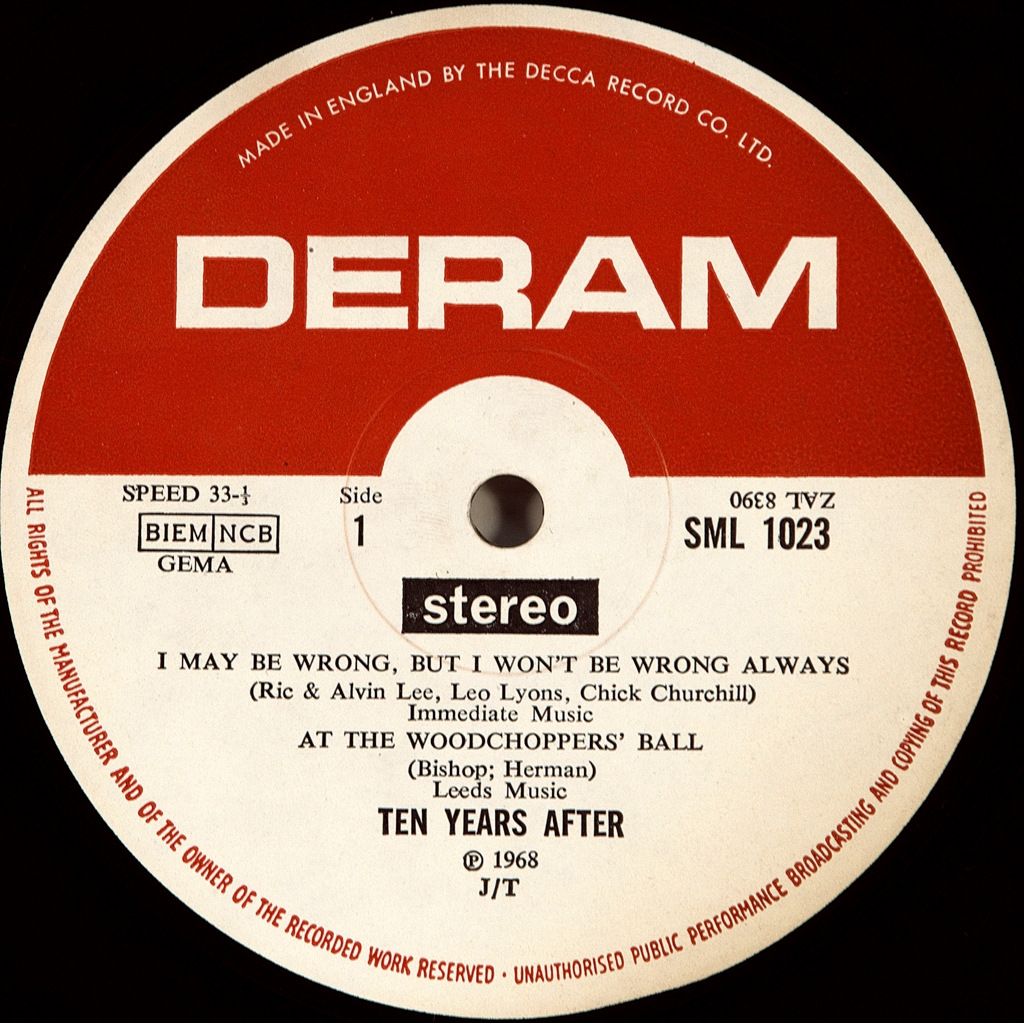 MADE IN ENGLAND BY THE DECCA RECORD CO. LTD.
DERAM
SPEED 33-⅓
BIEM NCB
GEMA
Side
1
ZAL 8390
SML 1023
stereo
I MAY BE WRONG, BUT I WON'T BE WRONG ALWAYS
(Ric & Alvin Lee, Leo Lyons, Chick Churchill)
Immediate Music
AT THE WOODCHOPPERS' BALL
(Bishop; Herman)
Leeds Music
TEN YEARS AFTER
℗ 1968
J/T
ALL RIGHTS OF THE MANUFACTURER AND OF THE OWNER OF THE RECORDED WORK RESERVED · UNAUTHORISED PUBLIC PERFORMANCE BROADCASTING AND COPYING OF THIS RECORD PROHIBITED